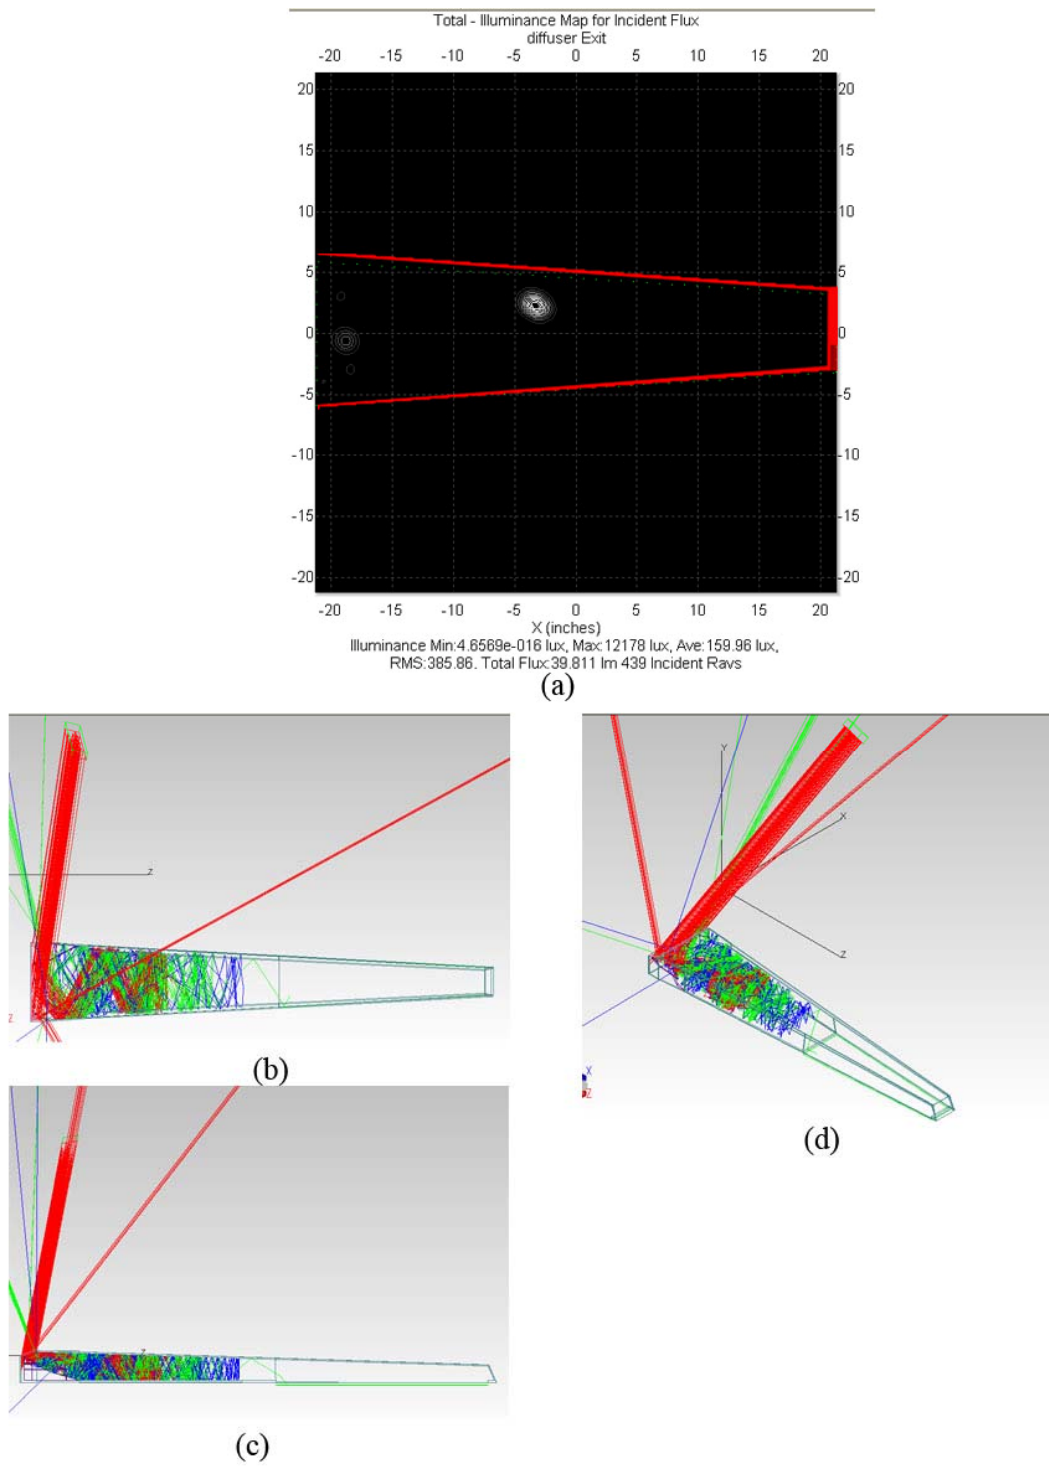 Total - Illuminance Map for Incident Flux
diffuser Exit
-20 -15 -10 -5 0 5 10 15 20
20 20
15 15
10 10
5 5
0 0
-5 -5
-10 -10
-15 -15
-20 -20
-20 -15 -10 -5 0 5 10 15 20
X (inches)
Illuminance Min:4.6569e-016 lux, Max:12178 lux, Ave:159.96 lux,
RMS:385.86. Total Flux:39.811 lm 439 Incident Rays
(a)
Z
Z
(b)
Y
X
Z
X
Z
(d)
Z
(c)